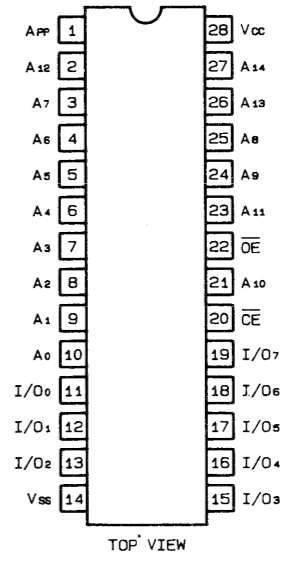 APP 1 28 VCC
A12 2 27 A14
A7 3 26 A13
A6 4 25 A8
A5 5 24 A9
A4 6 23 A11
A3 7 22 OE
A2 8 21 A10
A1 9 20 CE
A0 10 19 I/O7
I/O0 11 18 I/O6
I/O1 12 17 I/O5
I/O2 13 16 I/O4
VSS 14 15 I/O3
TOP VIEW